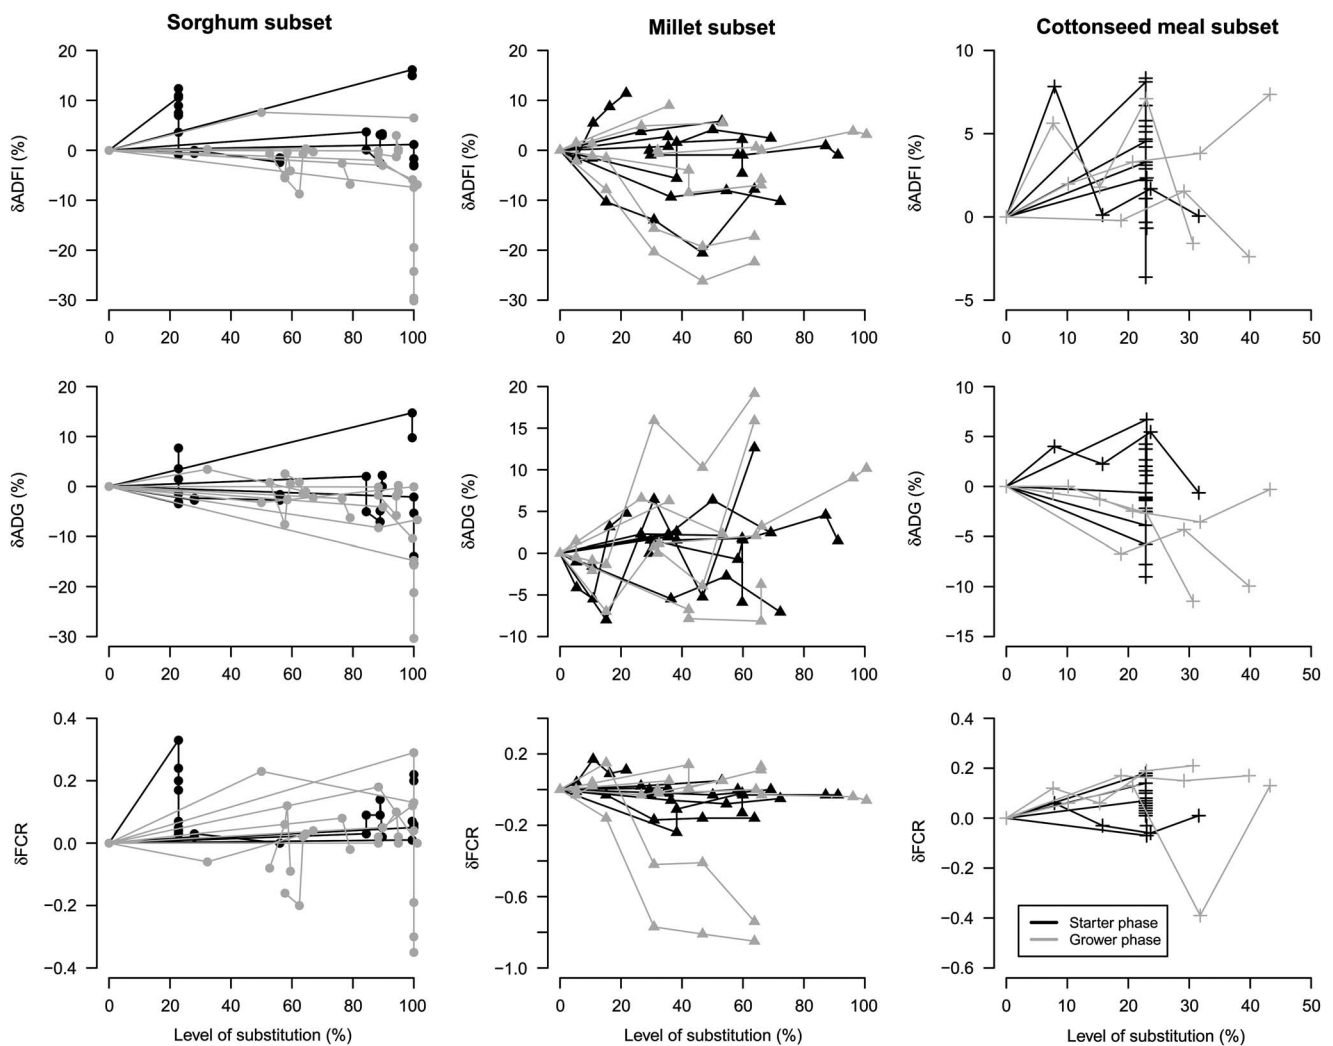 Sorghum subset
Millet subset
Cottonseed meal subset
δADFI (%)
20
10
0
−10
−20
−30
0 20 40 60 80 100
δADFI (%)
20
10
0
−10
−20
−30
0 20 40 60 80 100
δADFI (%)
10
5
0
−5
0 10 20 30 40 50
δADG (%)
20
10
0
−10
−20
−30
0 20 40 60 80 100
δADG (%)
20
15
10
5
0
−5
−10
0 20 40 60 80 100
δADG (%)
10
5
0
−5
−10
−15
0 10 20 30 40 50
δFCR
0.4
0.2
0.0
−0.2
−0.4
0 20 40 60 80 100
Level of substitution (%)
δFCR
0.2
−0.2
−0.6
−1.0
0 20 40 60 80 100
Level of substitution (%)
δFCR
0.4
0.2
0.0
−0.2
−0.4
−0.6
Starter phase
Grower phase
0 10 20 30 40 50
Level of substitution (%)